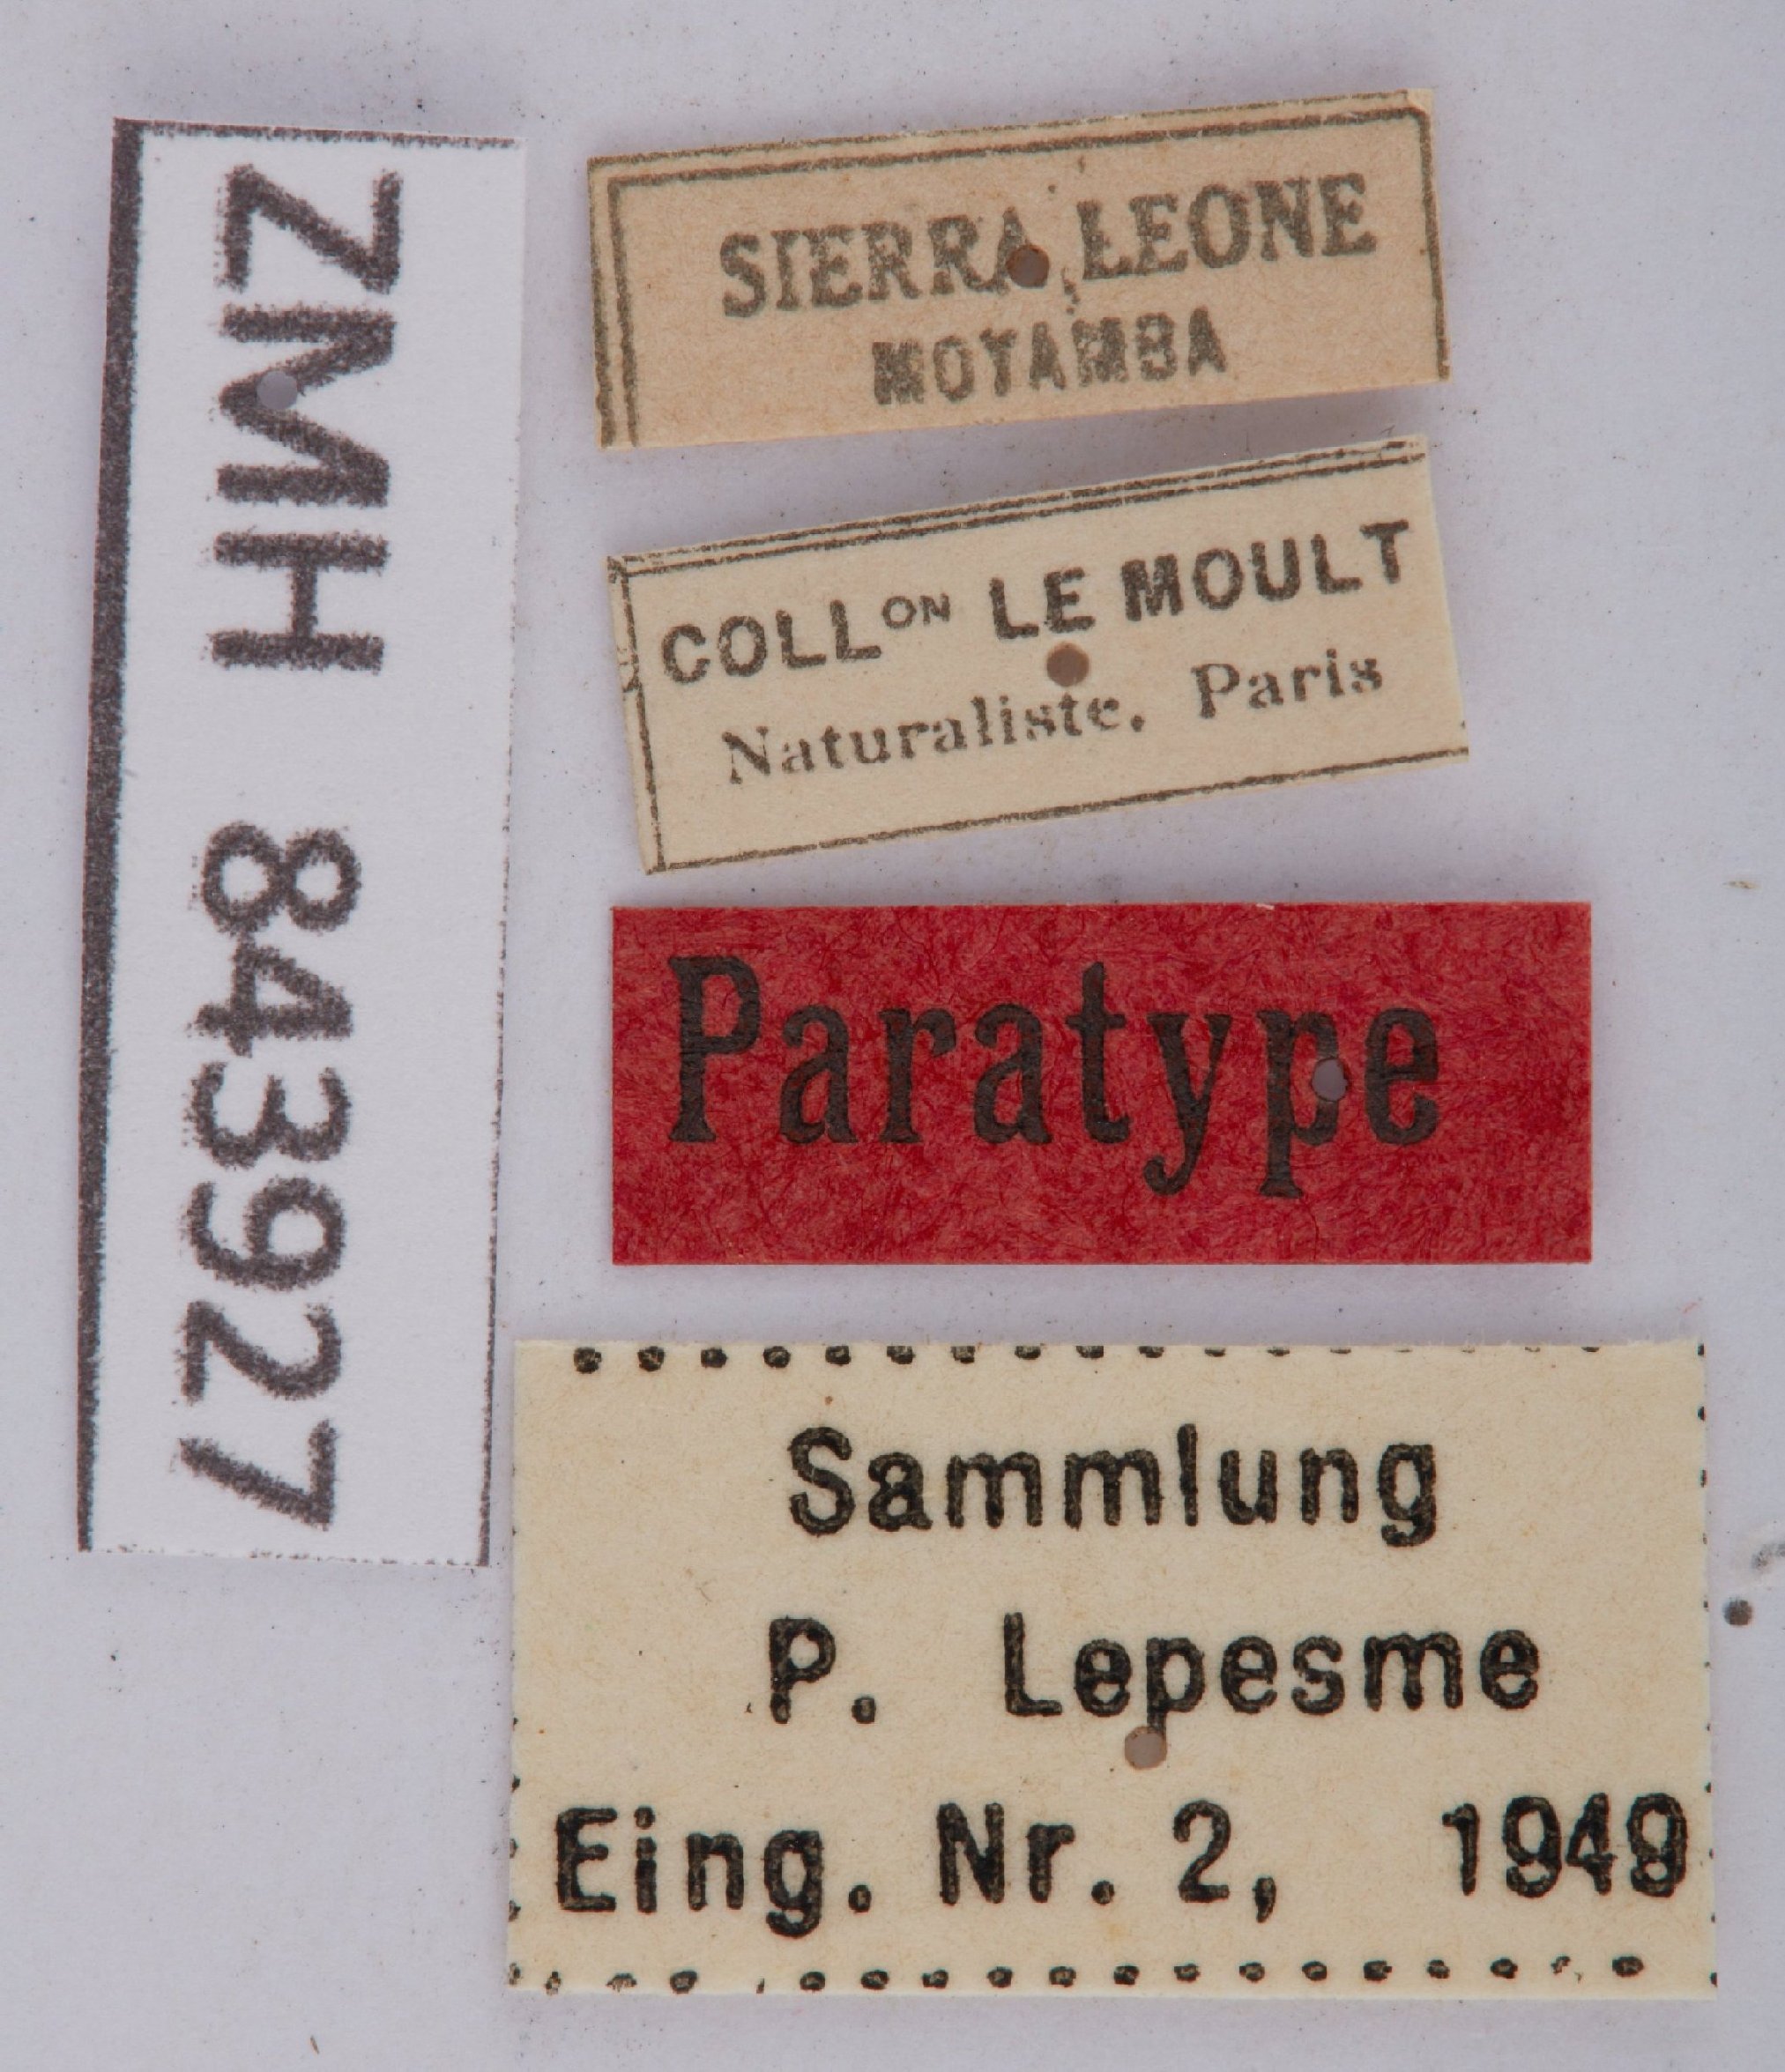 ZMH 843927
SIERRA LEONE
MOYAMBA
COLLON LE MOULT
Naturaliste. Paris
Paratype
Sammlung
P. Lepesme
Eing. Nr. 2, 1949